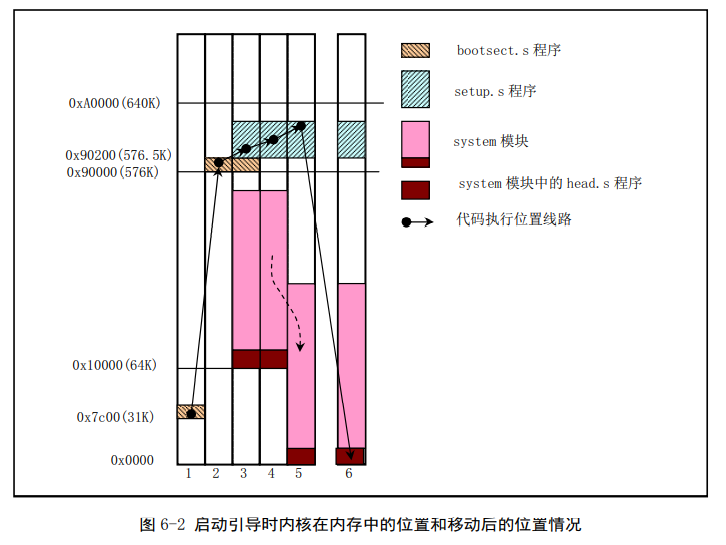 bootsect.s 程序
0xA0000(640K)
setup.s 程序
system 模块
0x90200(576.5K)
0x90000(576K)
system 模块中的 head.s 程序
代码执行位置线路
0x10000(64K)
0x7c00(31K)
0x0000
1 2 3 4 5 6
图 6-2 启动引导时内核在内存中的位置和移动后的位置情况